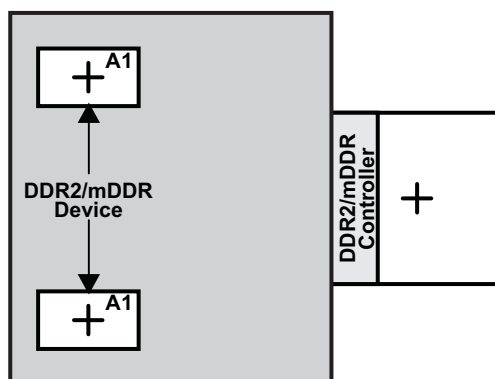 A1
DDR2/mDDR
Device
A1
DDR2/mDDR
Controller